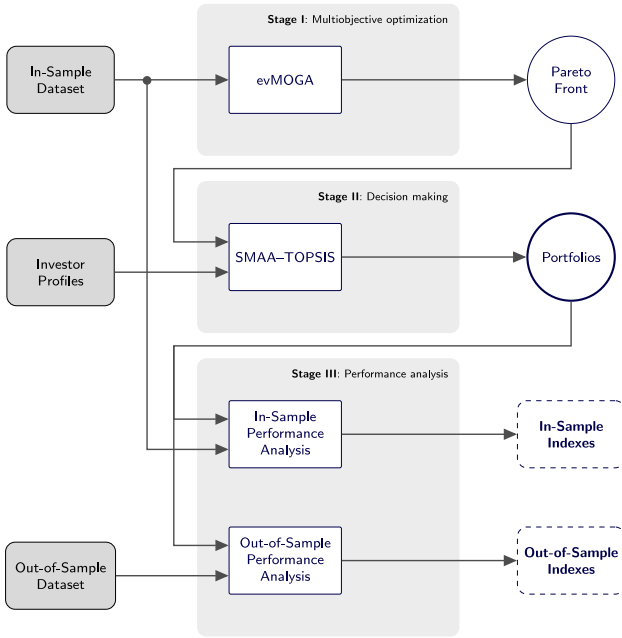 Stage I: Multiobjective optimization
In-Sample
Dataset
evMOGA
Pareto
Front
Stage II: Decision making
Investor
Profiles
SMAA–TOPSIS
Portfolios
Stage III: Performance analysis
In-Sample
Performance
Analysis
In-Sample
Indexes
Out-of-Sample
Dataset
Out-of-Sample
Performance
Analysis
Out-of-Sample
Indexes